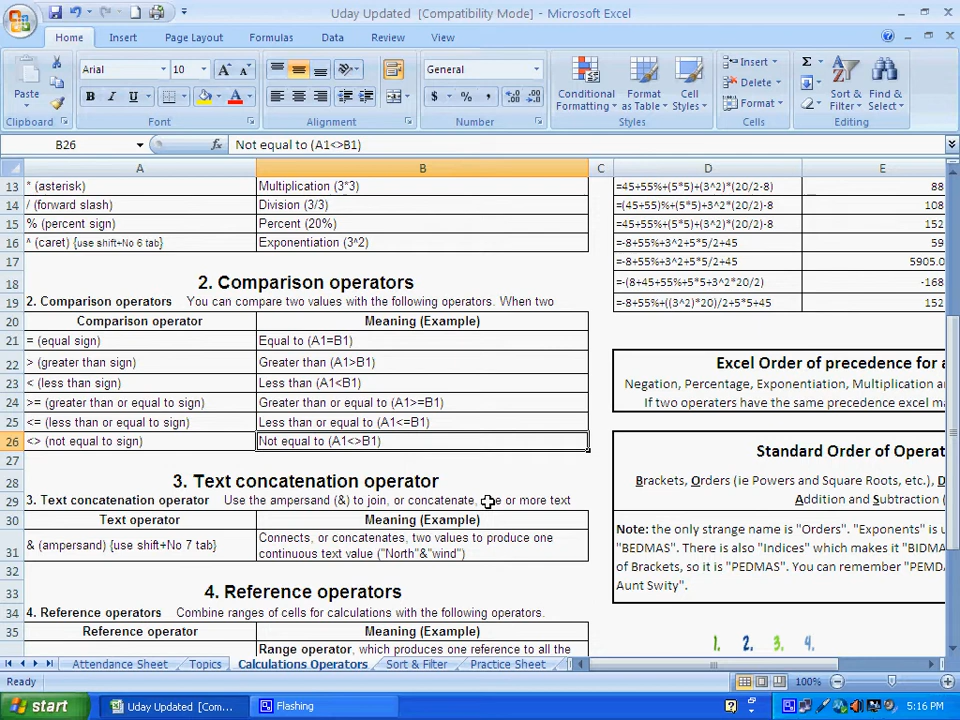 Uday Updated [Compatibility Mode] - Microsoft Excel
Home Insert Page Layout Formulas Data Review View
Paste
Arial 10
B I U
A A
General
$ % ,
Conditional Formatting
Format as Table
Cell Styles
Insert
Delete
Format
Sort & Filter
Find & Select
Clipboard Font Alignment Number Styles Cells Editing
B26 fx Not equal to (A1<>B1)
A B C D E
13 * (asterisk) Multiplication (3*3) =45+55%+(5*5)+(3^2)*(20/2-8) 88
14 / (forward slash) Division (3/3) =(45+55)%+(5*5)+3^2*(20/2)-8 108
15 % (percent sign) Percent (20%) =45+55%+(5*5)+(3^2)*(20/2)-8 152
16 ^ (caret) {use shift+No 6 tab} Exponentiation (3^2) =-8+55%+3^2+5*5/2+45 59
17 =-8+55%+3^2+5*5/2+45 5905.0
18 2. Comparison operators =-(8+45+55%+5*5+3^2*(20/2) -168
19 2. Comparison operators You can compare two values with the following operators. When two =-8+55%+((3^2)*20)/2+5*5+45 152
20 Comparison operator Meaning (Example)
21 = (equal sign) Equal to (A1=B1)
22 > (greater than sign) Greater than (A1>B1)
23 < (less than sign) Less than (A1<B1)
24 >= (greater than or equal to sign) Greater than or equal to (A1>=B1)
25 <= (less than or equal to sign) Less than or equal to (A1<=B1)
26 <> (not equal to sign) Not equal to (A1<>B1)
27
28 3. Text concatenation operator
29 3. Text concatenation operator Use the ampersand (&) to join, or concatenate, or more text
30 Text operator Meaning (Example)
31 & (ampersand) {use shift+No 7 tab} Connects, or concatenates, two values to produce one
continuous text value ("North"&"wind")
32
33 4. Reference operators
34 4. Reference operators Combine ranges of cells for calculations with the following operators.
35 Reference operator Meaning (Example)
Range operator, which produces one reference to all the
Excel Order of precedence for a
Negation, Percentage, Exponentiation, Multiplication a
If two operaters have the same precedence excel ma
Standard Order of Operat
Brackets, Orders (ie Powers and Square Roots, etc.), D
Addition and Subtraction (
Note: the only strange name is "Orders". "Exponents" is u
"BEDMAS". There is also "Indices" which makes it "BIDMA
of Brackets, so it is "PEDMAS". You can remember "PEMDA
Aunt Swity".
1. 2. 3. 4.
Attendance Sheet Topics Calculations Operators Sort & Filter Practice Sheet
Ready 100%
start Uday Updated [Com... Flashing 5:16 PM